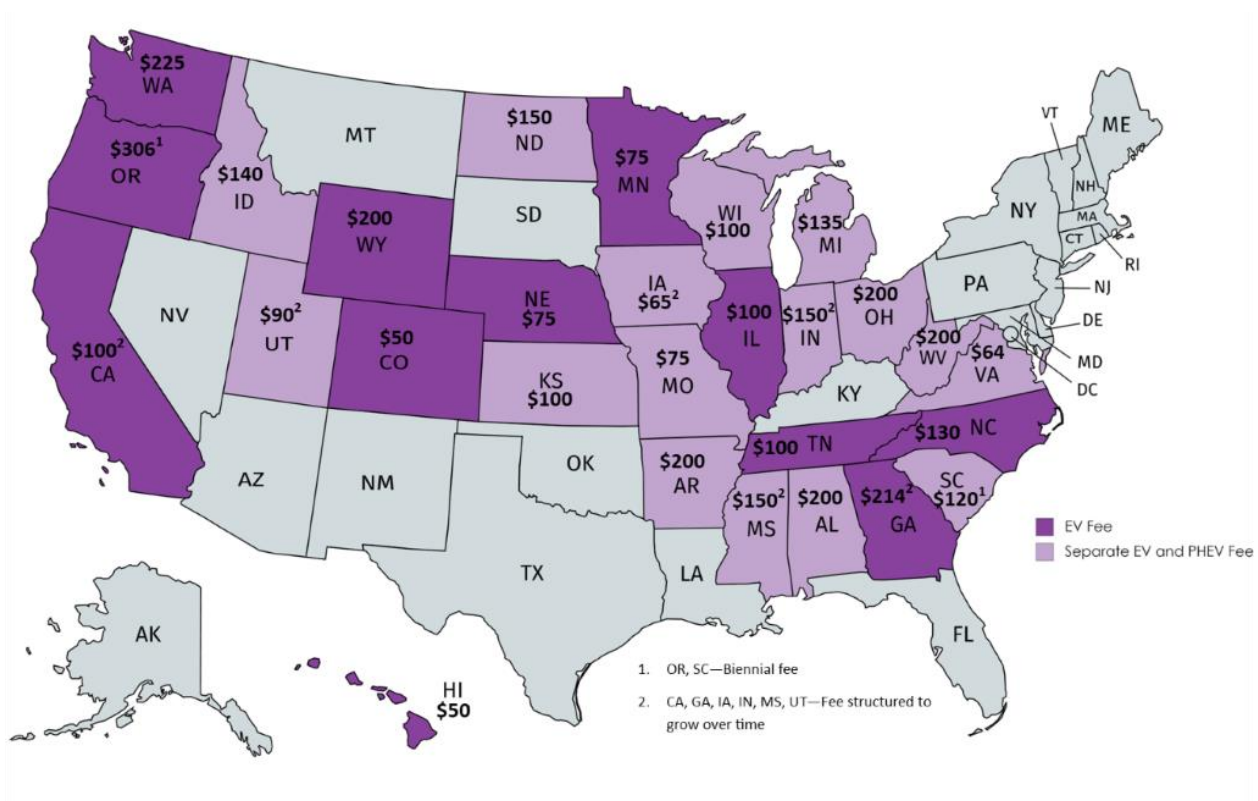 $225
WA
$306¹
OR
$140
ID
MT
$150
ND
$75
MN
SD
$200
WY
WI
$100
$135
MI
VT
ME
NH
NY
MA
CT
RI
NV
$90²
UT
$50
CO
NE
$75
IA
$65²
$100
IL
$150²
IN
$200
OH
PA
NJ
DE
MD
DC
$100²
CA
KS
$100
$75
MO
KY
$200
WV
$64
VA
AZ
NM
OK
$200
AR
$100 TN
$130 NC
$150²
MS
$200
AL
$214²
GA
SC
$120¹
EV Fee
Separate EV and PHEV Fee
TX
LA
FL
AK
HI
$50
1. OR, SC—Biennial fee
2. CA, GA, IA, IN, MS, UT—Fee structured to
grow over time